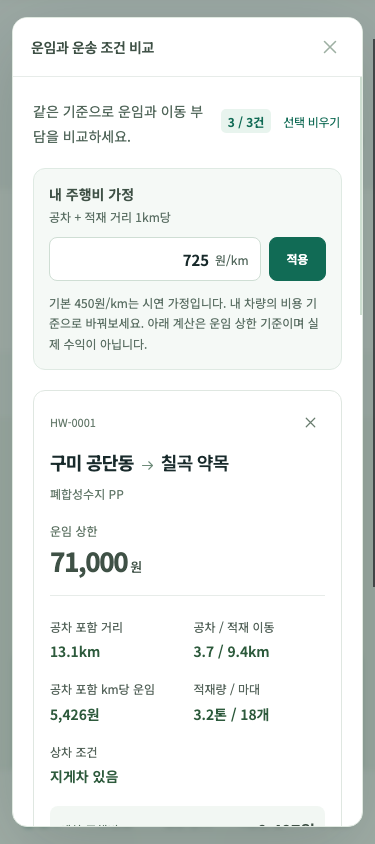 운임과 운송 조건 비교
같은 기준으로 운임과 이동 부
담을 비교하세요.
3 / 3건
선택 비우기
내 주행비 가정
공차 + 적재 거리 1km당
725 원/km
적용
기본 450원/km는 시연 가정입니다. 내 차량의 비용 기
준으로 바꿔보세요. 아래 계산은 운임 상한 기준이며 실
제 수익이 아닙니다.
HW-0001
구미 공단동 → 칠곡 약목
폐합성수지 PP
운임 상한
71,000원
공차 포함 거리
13.1km
공차 / 적재 이동
3.7 / 9.4km
공차 포함 km당 운임
5,426원
적재량 / 마대
3.2톤 / 18개
상차 조건
지게차 있음